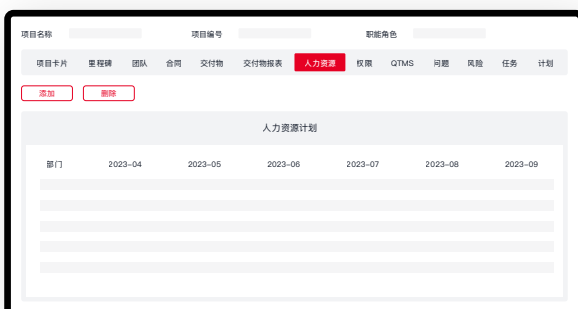 项目名称 项目编号 职能角色
项目卡片 里程碑 团队 合同 交付物 交付物报表 人力资源 权限 QTMS 问题 风险 任务 计划
添加 删除
人力资源计划
部门 2023-04 2023-05 2023-06 2023-07 2023-08 2023-09